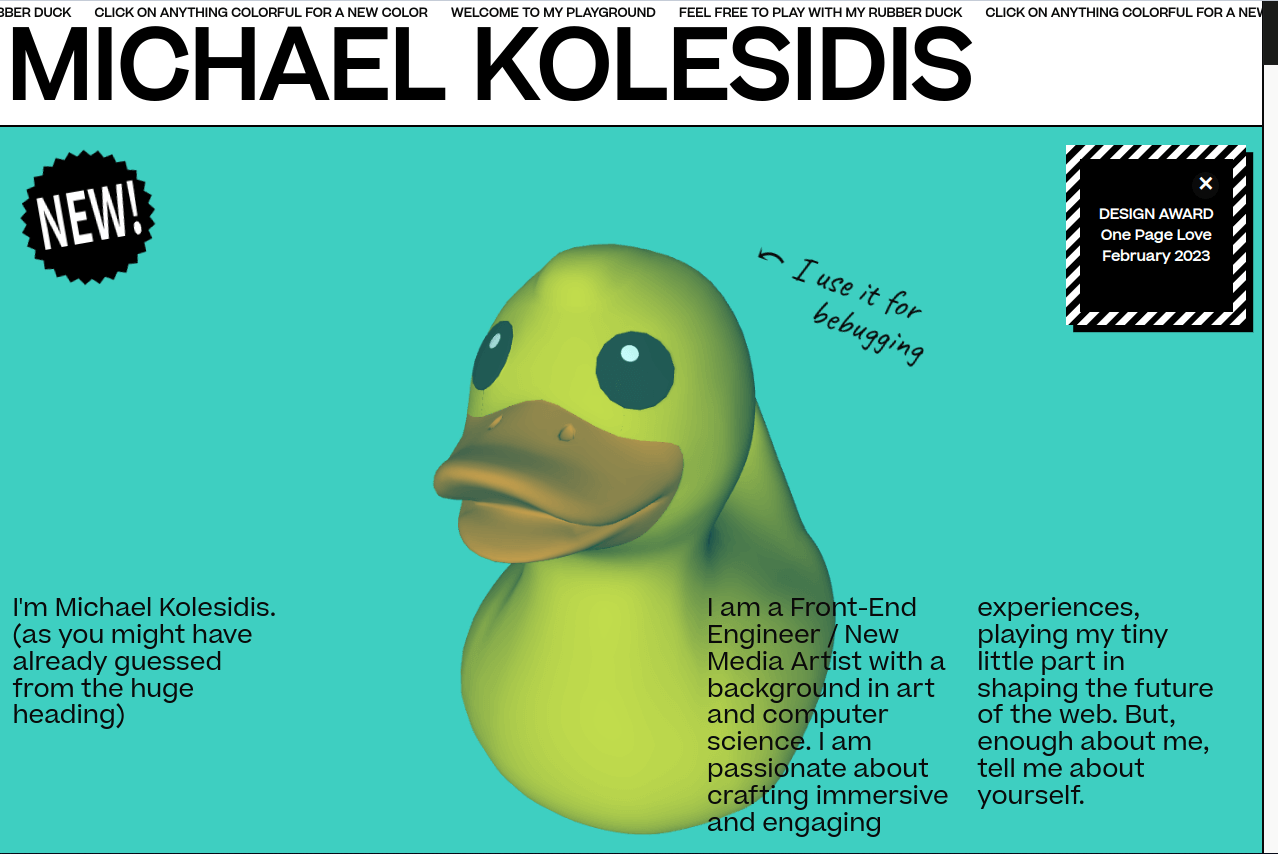 BBER DUCK CLICK ON ANYTHING COLORFUL FOR A NEW COLOR WELCOME TO MY PLAYGROUND FEEL FREE TO PLAY WITH MY RUBBER DUCK CLICK ON ANYTHING COLORFUL FOR A NEW
MICHAEL KOLESIDIS
NEW!
DESIGN AWARD
One Page Love
February 2023
I use it for
bebugging
I'm Michael Kolesidis.
(as you might have
already guessed
from the huge
heading)
I am a Front-End
Engineer / New
Media Artist with a
background in art
and computer
science. I am
passionate about
crafting immersive
and engaging
experiences,
playing my tiny
little part in
shaping the future
of the web. But,
enough about me,
tell me about
yourself.